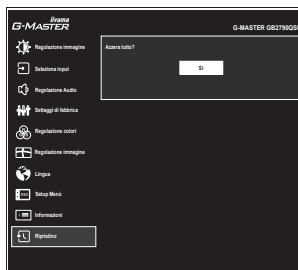 iiyama
G-MASTER
G-MASTER GB2790QSU
Regolazione immagine
Azzera tutto?
Sì
Seleziona input
Regolazione Audio
Settaggi di fabbrica
Regolazione colori
Regolazione immagine
Lingua
Setup Menù
Informazioni
Ripristino